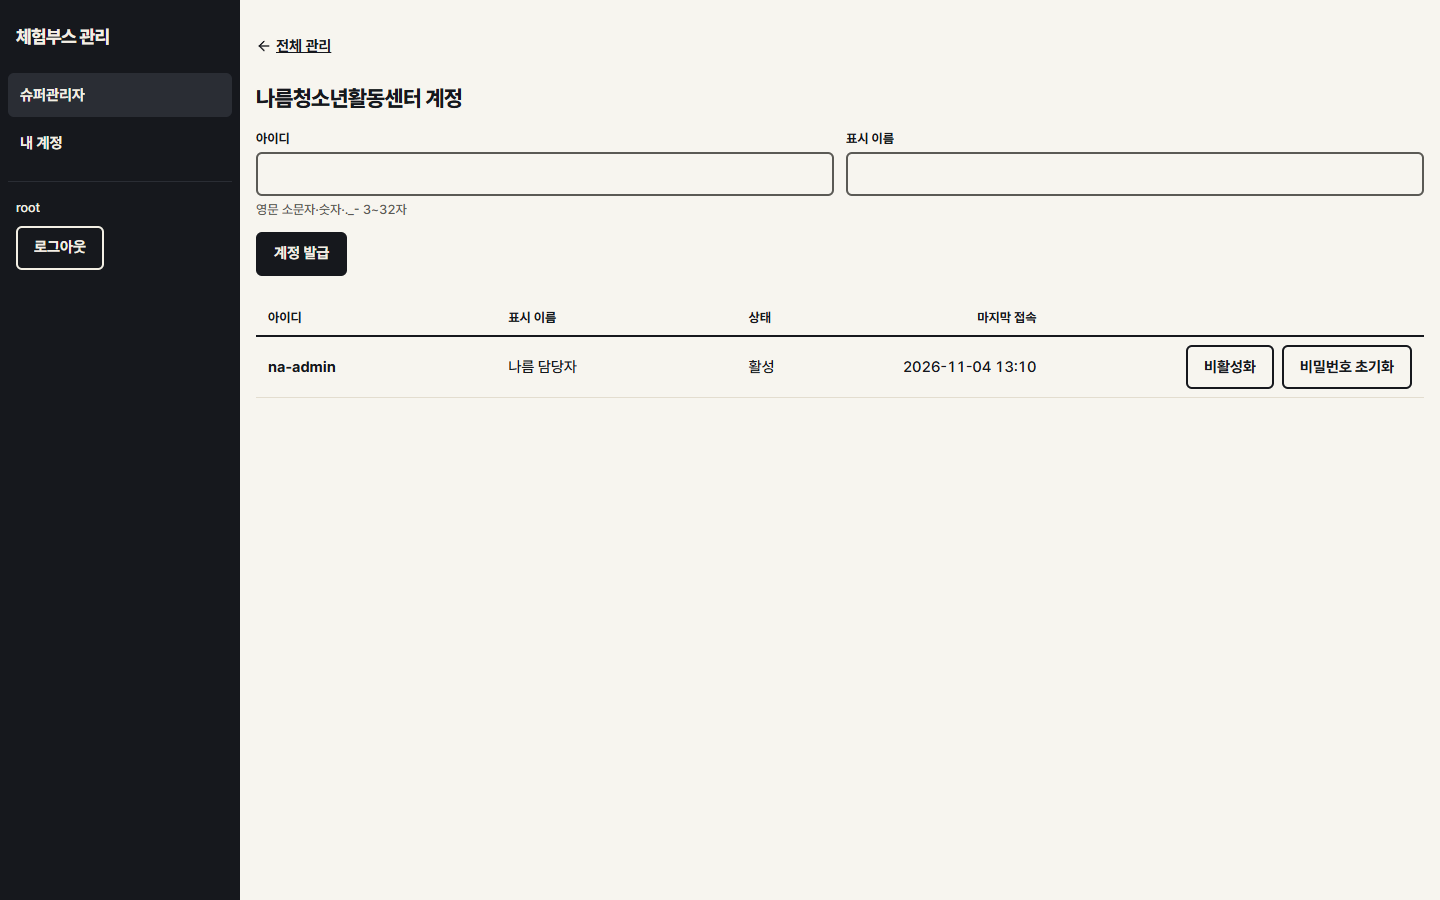 체험부스 관리
슈퍼관리자
내 계정
root
로그아웃
← 전체 관리
나름청소년활동센터 계정
아이디
표시 이름
영문 소문자·숫자·._- 3~32자
계정 발급
아이디 표시 이름 상태 마지막 접속
na-admin 나름 담당자 활성 2026-11-04 13:10 비활성화 비밀번호 초기화